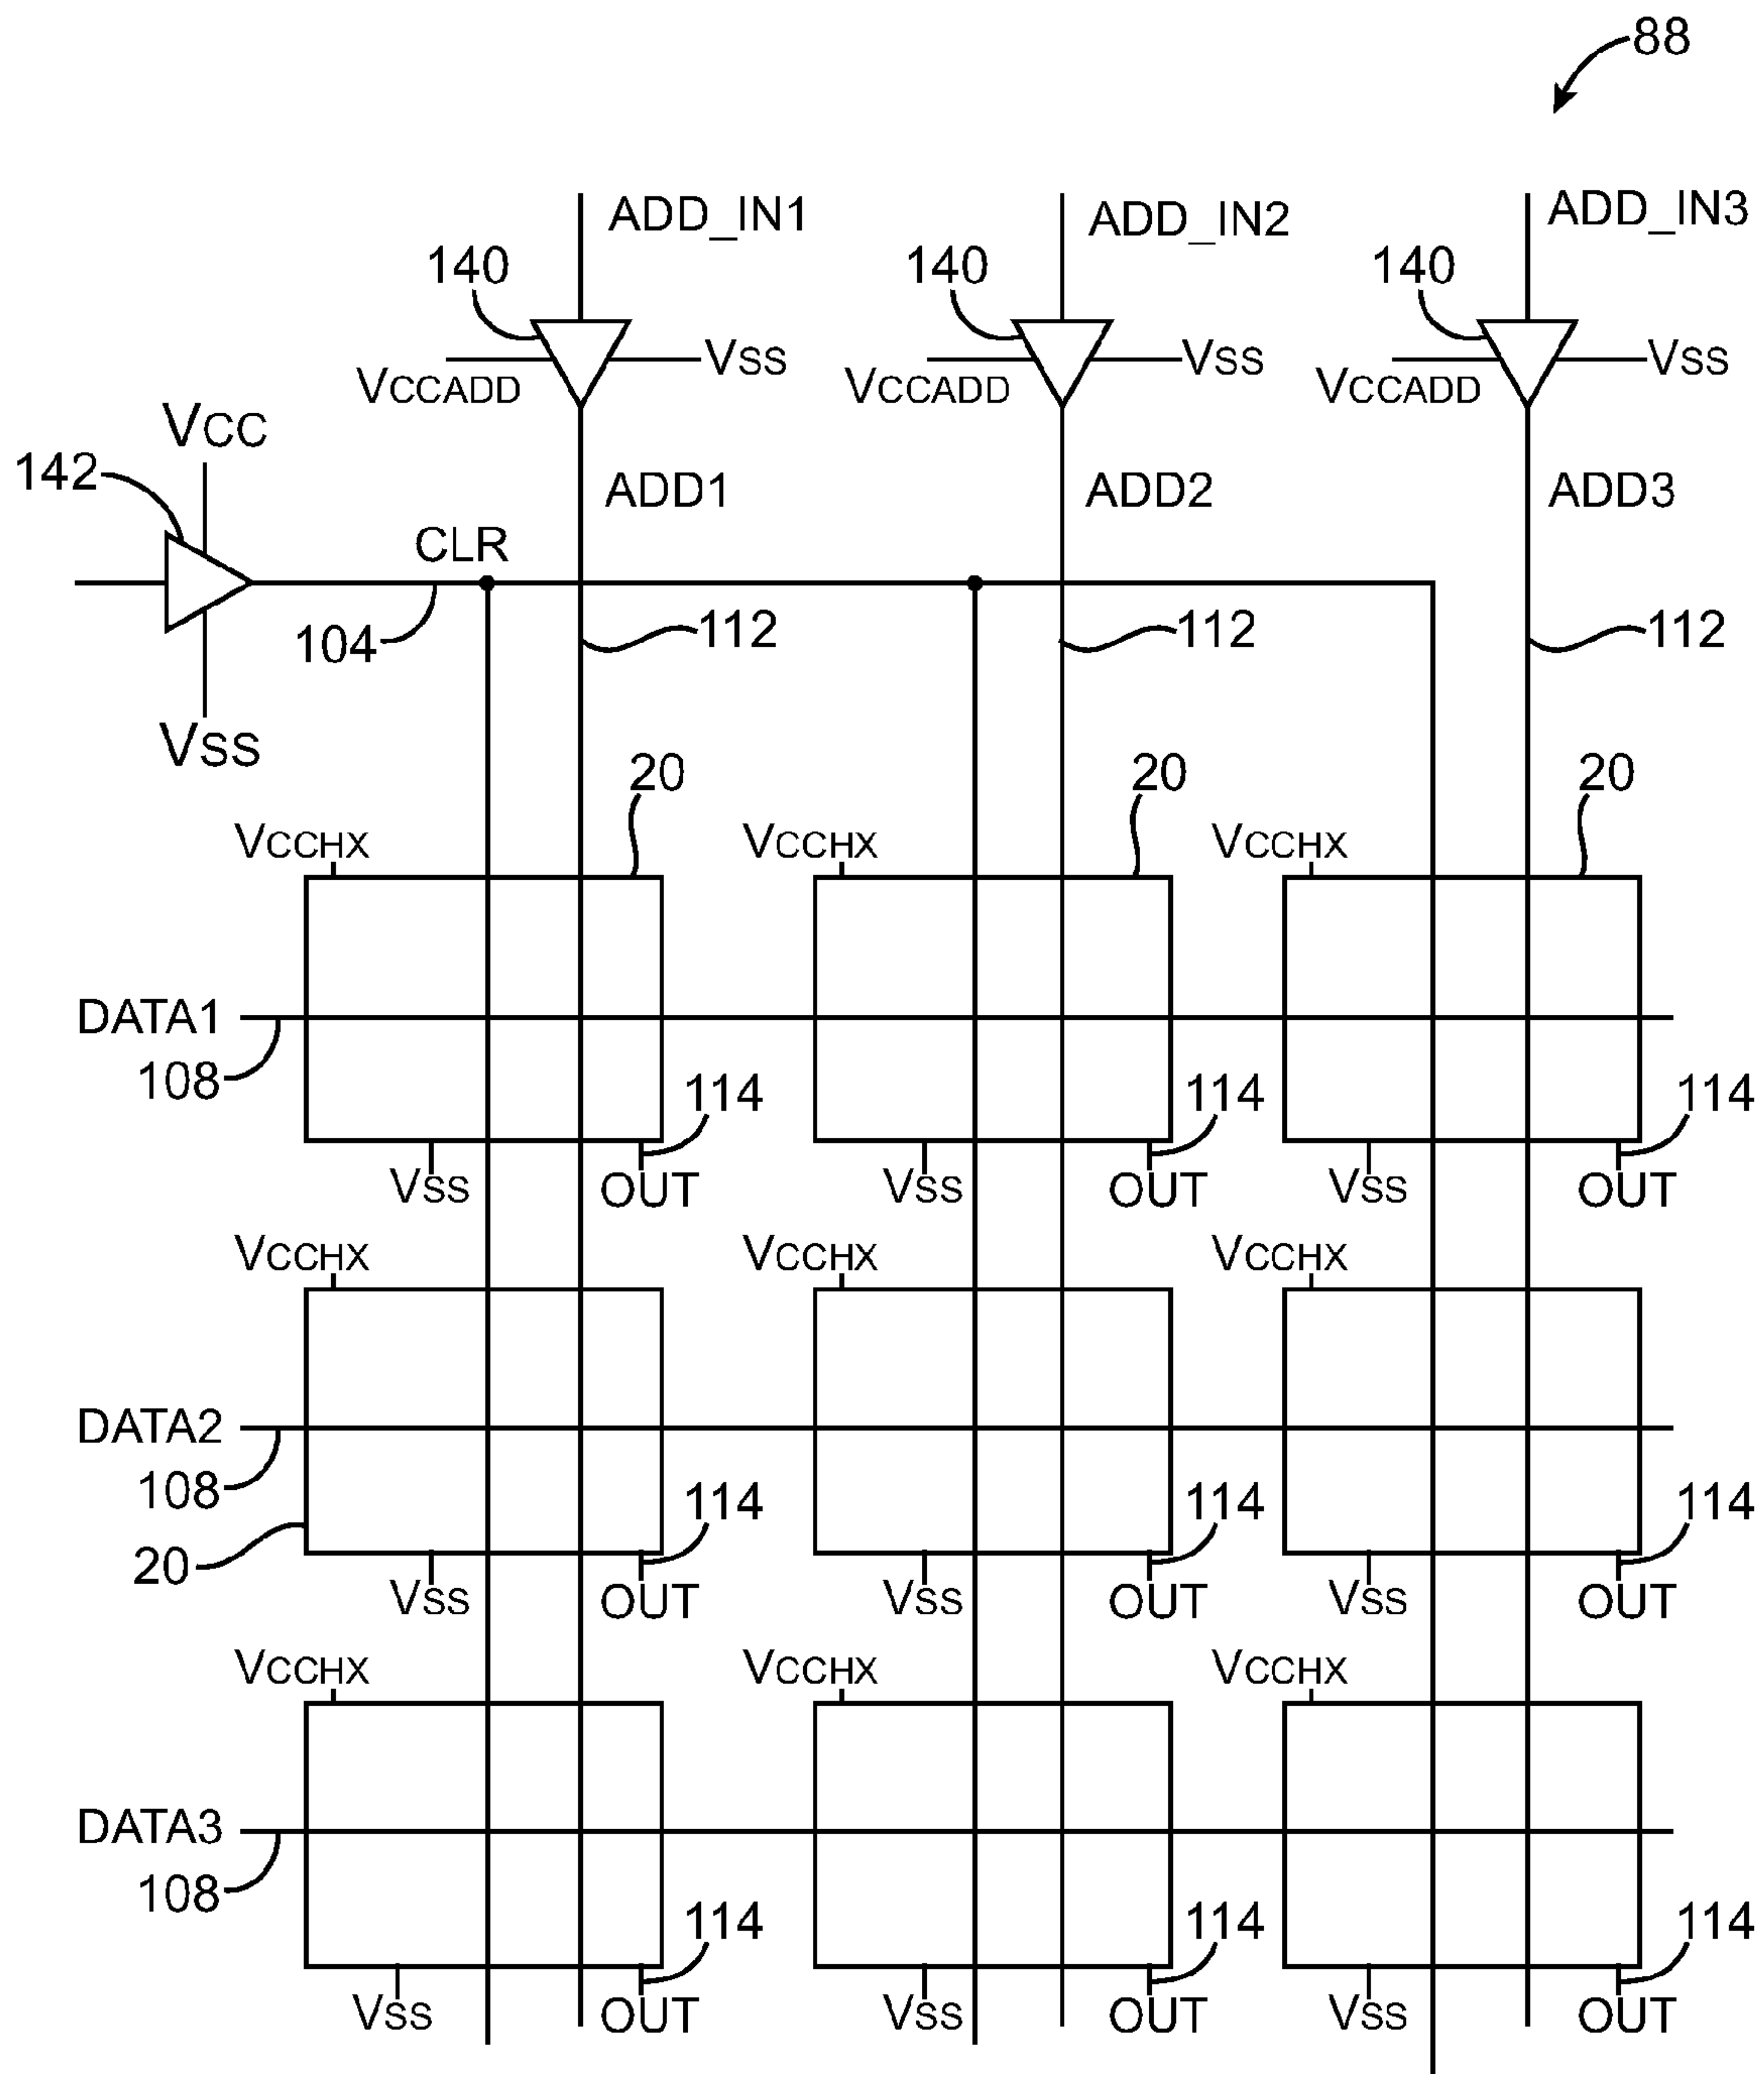 88
ADD_IN1
ADD_IN2
ADD_IN3
140
140
140
VSS
VSS
VSS
VCCADD
VCCADD
VCCADD
VCC
142
ADD1
ADD2
ADD3
CLR
104
112
112
112
VSS
20
20
20
VCCHX
VCCHX
VCCHX
DATA1
108
114
114
114
VSS
OUT
VSS
OUT
VSS
OUT
VCCHX
VCCHX
VCCHX
DATA2
108
114
114
114
20
VSS
OUT
VSS
OUT
VSS
OUT
VCCHX
VCCHX
VCCHX
DATA3
108
114
114
114
VSS
OUT
VSS
OUT
VSS
OUT